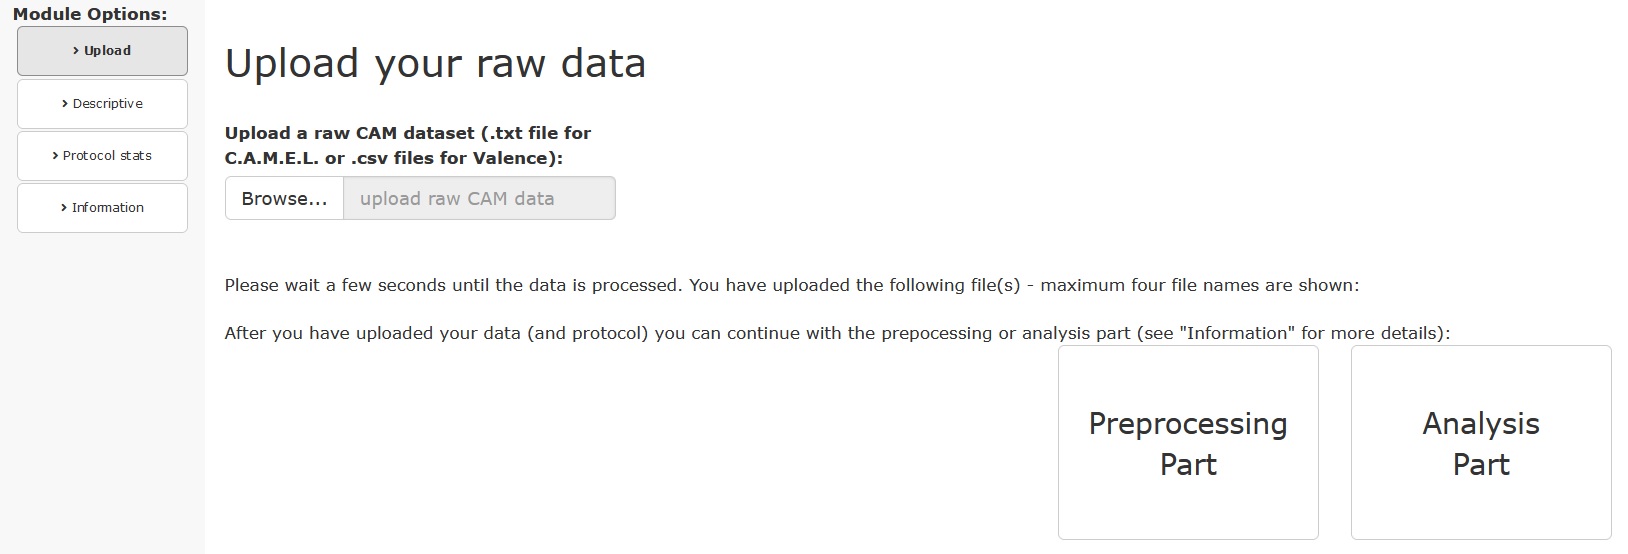 Module Options:
Upload
Descriptive
Protocol stats
Information
Upload your raw data
Upload a raw CAM dataset (.txt file for
C.A.M.E.L. or .csv files for Valence):
Browse... upload raw CAM data
Please wait a few seconds until the data is processed. You have uploaded the following file(s) - maximum four file names are shown:
After you have uploaded your data (and protocol) you can continue with the prepocessing or analysis part (see "Information" for more details):
Preprocessing
Part
Analysis
Part